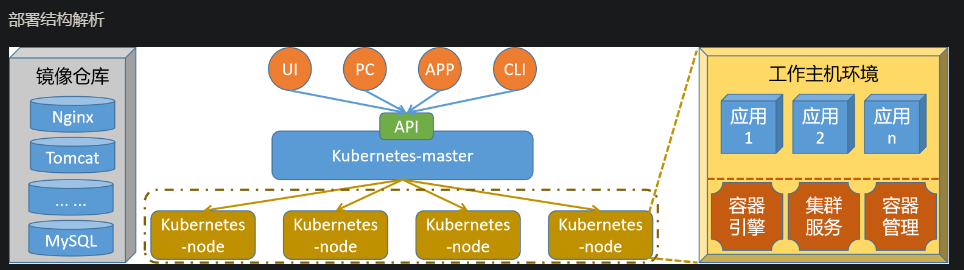 部署结构解析
镜像仓库
Nginx
Tomcat
... ...
MySQL
UI
PC
APP
CLI
API
Kubernetes-master
Kubernetes
-node
Kubernetes
-node
Kubernetes
-node
Kubernetes
-node
工作主机环境
应用
1
应用
2
应用
n
容器
引擎
集群
服务
容器
管理